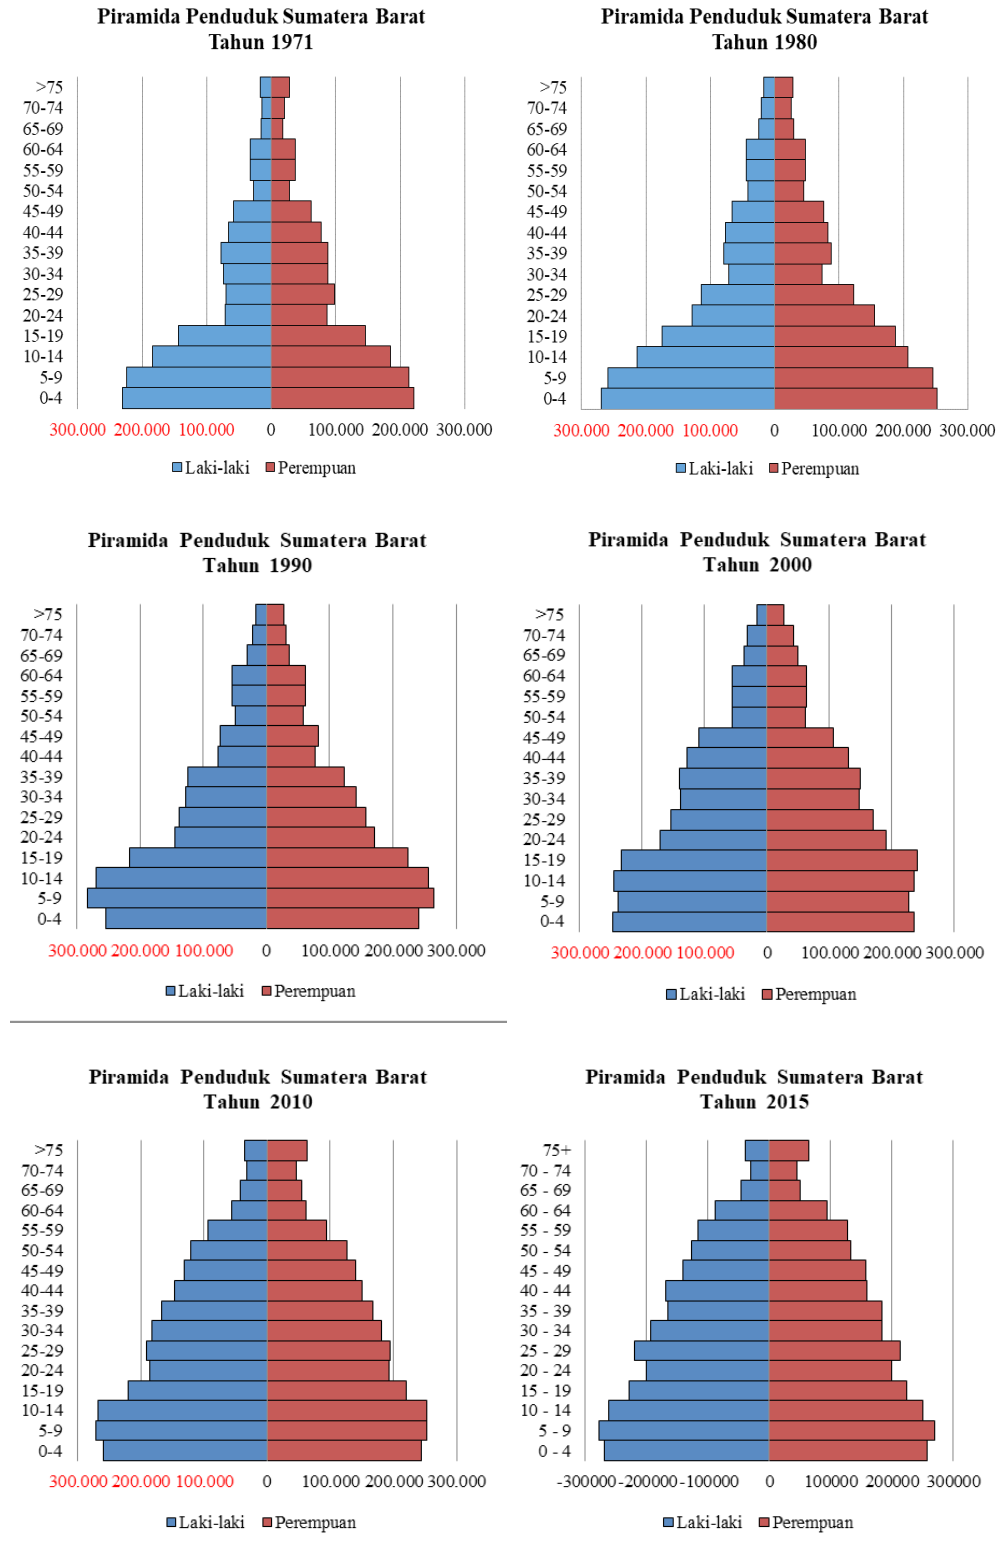 Piramida Penduduk Sumatera Barat
Tahun 1971
>75
70-74
65-69
60-64
55-59
50-54
45-49
40-44
35-39
30-34
25-29
20-24
15-19
10-14
5-9
0-4
300.000 200.000 100.000 0 100.000 200.000 300.000
Laki-laki Perempuan
Piramida Penduduk Sumatera Barat
Tahun 1980
>75
70-74
65-69
60-64
55-59
50-54
45-49
40-44
35-39
30-34
25-29
20-24
15-19
10-14
5-9
0-4
300.000 200.000 100.000 0 100.000 200.000 300.000
Laki-laki Perempuan
Piramida Penduduk Sumatera Barat
Tahun 1990
>75
70-74
65-69
60-64
55-59
50-54
45-49
40-44
35-39
30-34
25-29
20-24
15-19
10-14
5-9
0-4
300.000 200.000 100.000 0 100.000 200.000 300.000
Laki-laki Perempuan
Piramida Penduduk Sumatera Barat
Tahun 2000
>75
70-74
65-69
60-64
55-59
50-54
45-49
40-44
35-39
30-34
25-29
20-24
15-19
10-14
5-9
0-4
300.000 200.000 100.000 0 100.000 200.000 300.000
Laki-laki Perempuan
Piramida Penduduk Sumatera Barat
Tahun 2010
>75
70-74
65-69
60-64
55-59
50-54
45-49
40-44
35-39
30-34
25-29
20-24
15-19
10-14
5-9
0-4
300.000 200.000 100.000 0 100.000 200.000 300.000
Laki-laki Perempuan
Piramida Penduduk Sumatera Barat
Tahun 2015
75+
70 - 74
65 - 69
60 - 64
55 - 59
50 - 54
45 - 49
40 - 44
35 - 39
30 - 34
25 - 29
20 - 24
15 - 19
10 - 14
5 - 9
0 - 4
-300000 -200000 -100000 0 100000 200000 300000
Laki-laki Perempuan